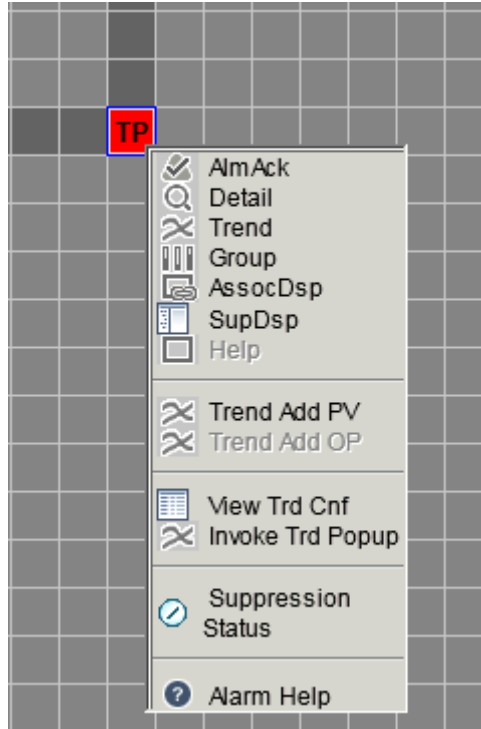 TP
AlmAck
Detail
Trend
Group
AssocDsp
SupDsp
Help
Trend Add PV
Trend Add OP
View Trd Cnf
Invoke Trd Popup
Suppression
Status
Alarm Help